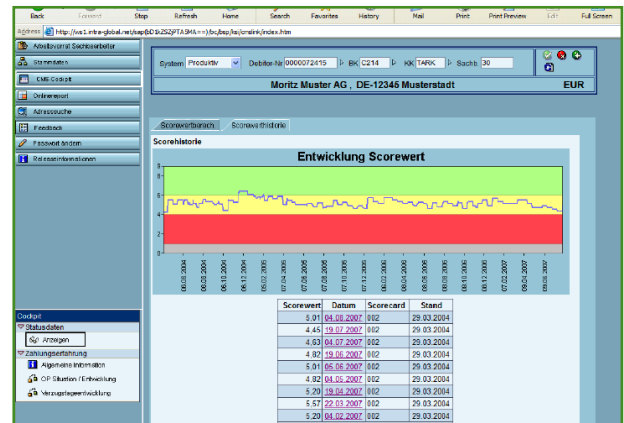 Back Forward Stop Refresh Home Search Favorites History Mail Print Print Preview Edit Full Screen
Address
Arbeitsvorrat Sachbearbeiter
Stammdaten
CMS-Cockpit
Onlinereport
Adresssuche
Feedback
Passwort ändern
Releaseinformationen
System Produktiv Debitor-Nr 0000072415 BK C214 KK TARK Sachb. 30
Moritz Muster AG , DE-12345 Musterstadt EUR
Scorewertbereich Scorewerthistorie
Scorehistorie
Entwicklung Scorewert
8
6
4
2
0
Scorewert Datum Scorecard Stand
5,01 04.08.2007 002 29.03.2004
4,45 19.07.2007 002 29.03.2004
4,63 04.07.2007 002 29.03.2004
4,82 19.06.2007 002 29.03.2004
5,01 05.06.2007 002 29.03.2004
4,82 04.05.2007 002 29.03.2004
5,20 19.04.2007 002 29.03.2004
5,57 22.03.2007 002 29.03.2004
5,20 04.02.2007 002 29.03.2004
Cockpit
Statusdaten
Anzeigen
Zahlungserfahrung
Allgemeine Information
OP Situation / Entwicklung
Verzugstageentwicklung